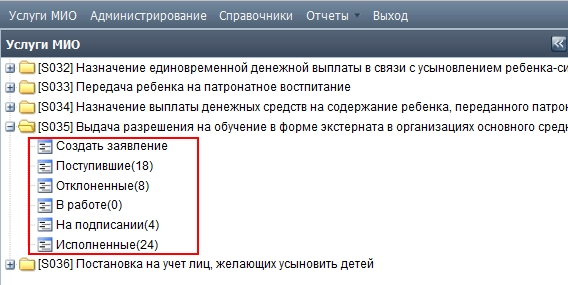 Услуги МИО Администрирование Справочники Отчеты Выход
Услуги МИО
[S032] Назначение единовременной денежной выплаты в связи с усыновлением ребенка-си
[S033] Передача ребенка на патронатное воспитание
[S034] Назначение выплаты денежных средств на содержание ребенка, переданного патрон
[S035] Выдача разрешения на обучение в форме экстерната в организациях основного средн
Создать заявление
Поступившие(18)
Отклоненные(8)
В работе(0)
На подписании(4)
Исполненные(24)
[S036] Постановка на учет лиц, желающих усыновить детей